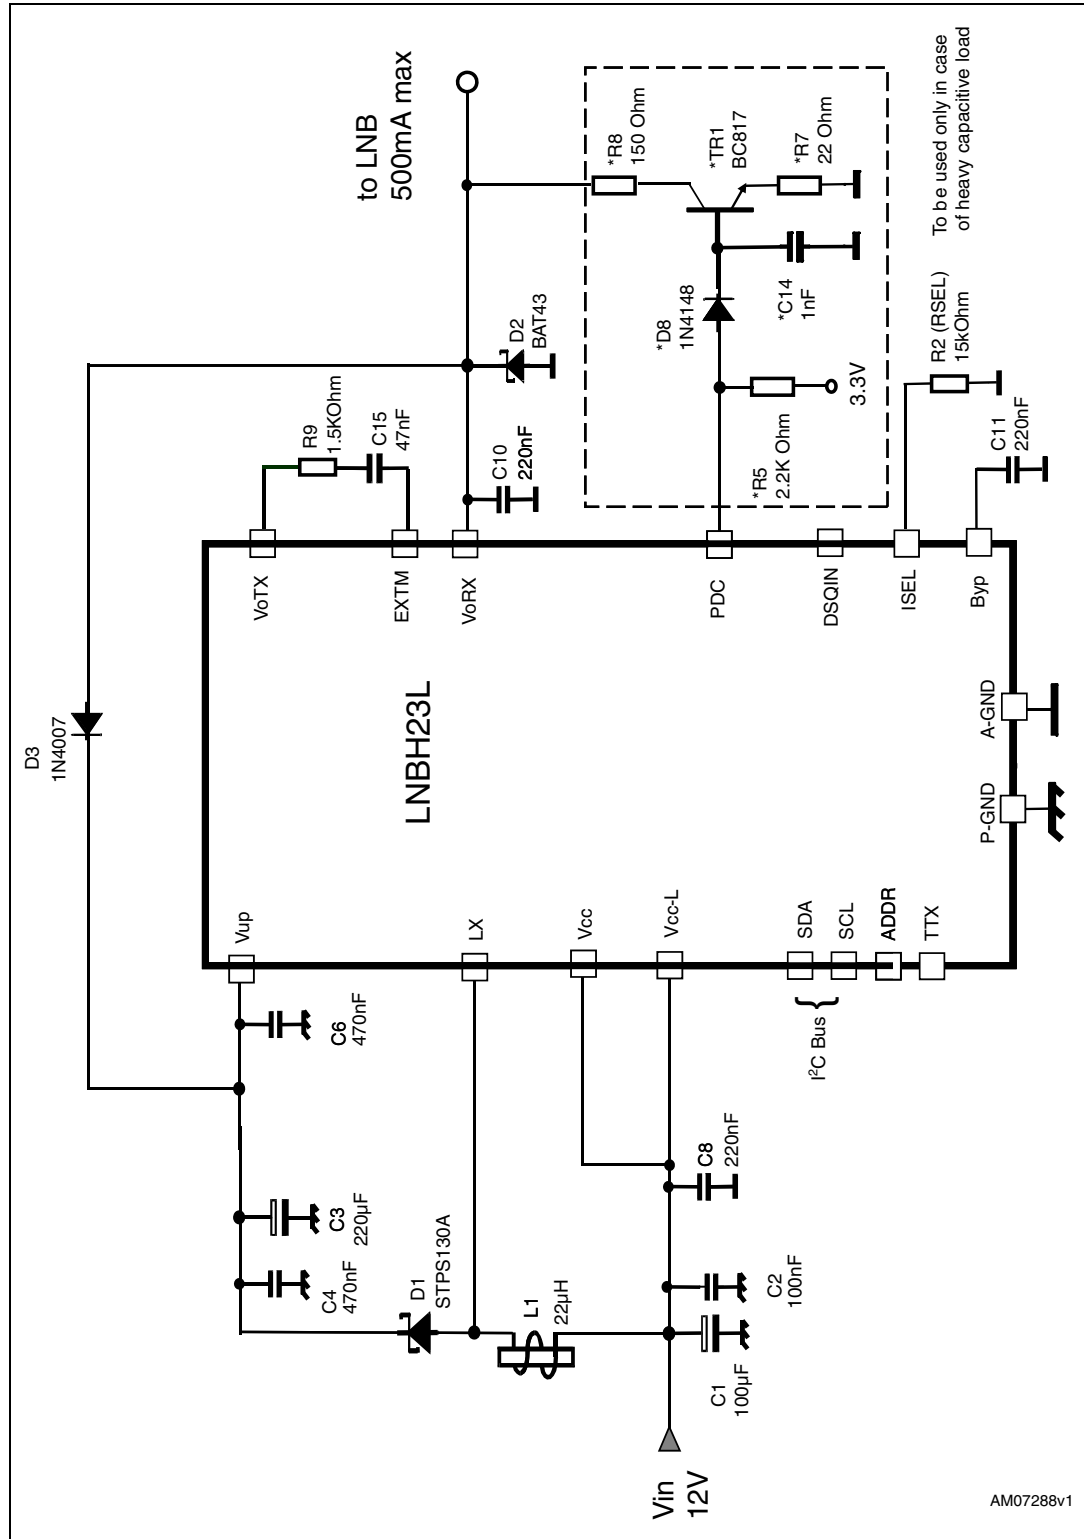 D3
1N4007
to LNB
500mA max
*R8
150 Ohm
*TR1
BC817
*R7
22 Ohm
To be used only in case
of heavy capacitive load
D2
BAT43
*D8
1N4148
*C14
1nF
R2 (RSEL)
15kOhm
R9
1.5KOhm
C15
47nF
C10
220nF
*R5
2.2K Ohm
3.3V
C11
220nF
VoTX
EXTM
VoRX
PDC
DSQIN
ISEL
Byp
LNBH23L
A-GND
P-GND
Vup
LX
Vcc
Vcc-L
SDA
SCL
ADDR
TTX
I²C Bus
C6
470nF
C3
220µF
C4
470nF
D1
STPS130A
L1
22µH
C8
220nF
C2
100nF
C1
100µF
Vin
12V
AM07288v1